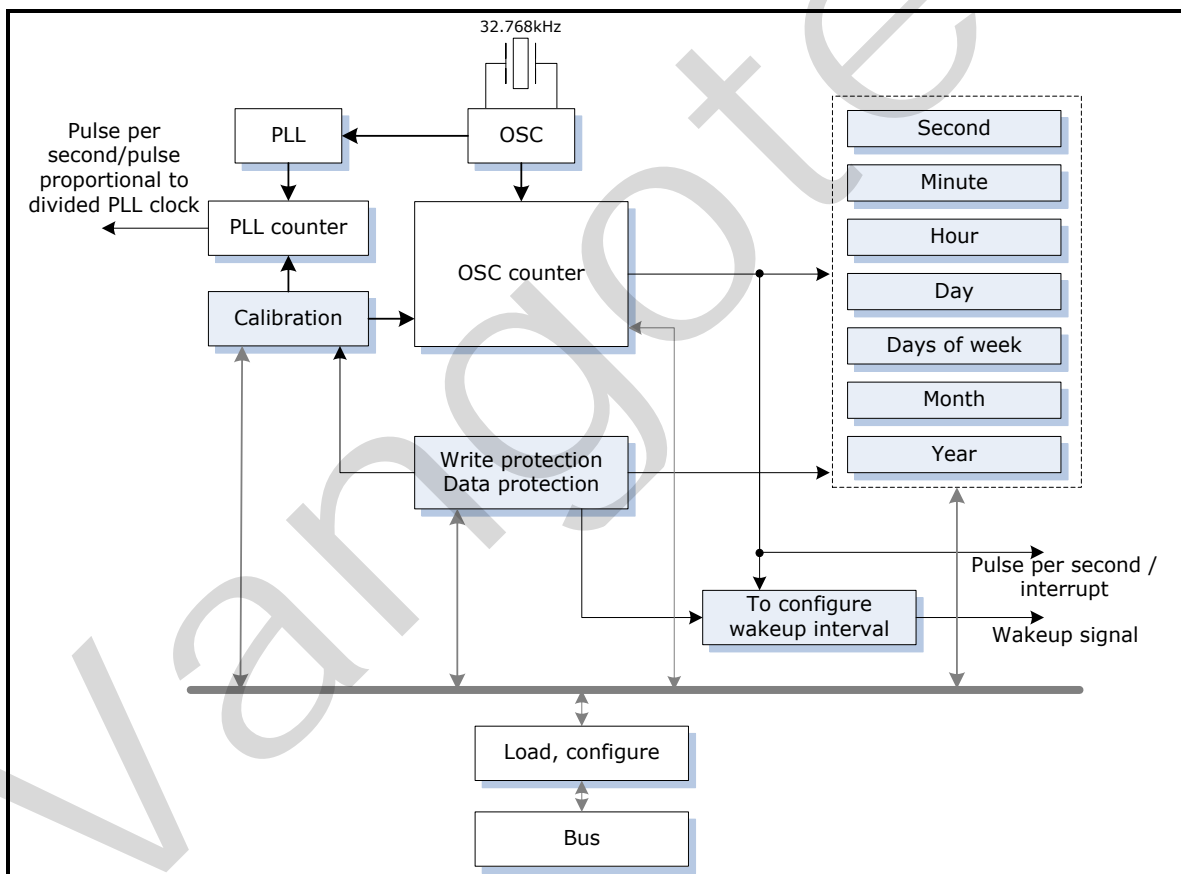 32.768kHz
PLL
OSC
Pulse per
second/pulse
proportional to
divided PLL clock
PLL counter
OSC counter
Calibration
Second
Minute
Hour
Day
Days of week
Month
Year
Write protection
Data protection
Pulse per second /
interrupt
To configure
wakeup interval
Wakeup signal
Load, configure
Bus
Vangote